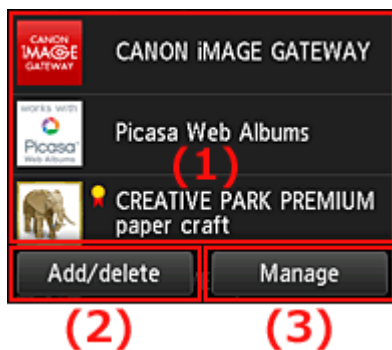 CANON
iMAGE
GATEWAY
CANON iMAGE GATEWAY
works with
Picasa
Web Albums
Picasa Web Albums
(1)
CREATIVE PARK PREMIUM
paper craft
Add/delete
Manage
(2)
(3)